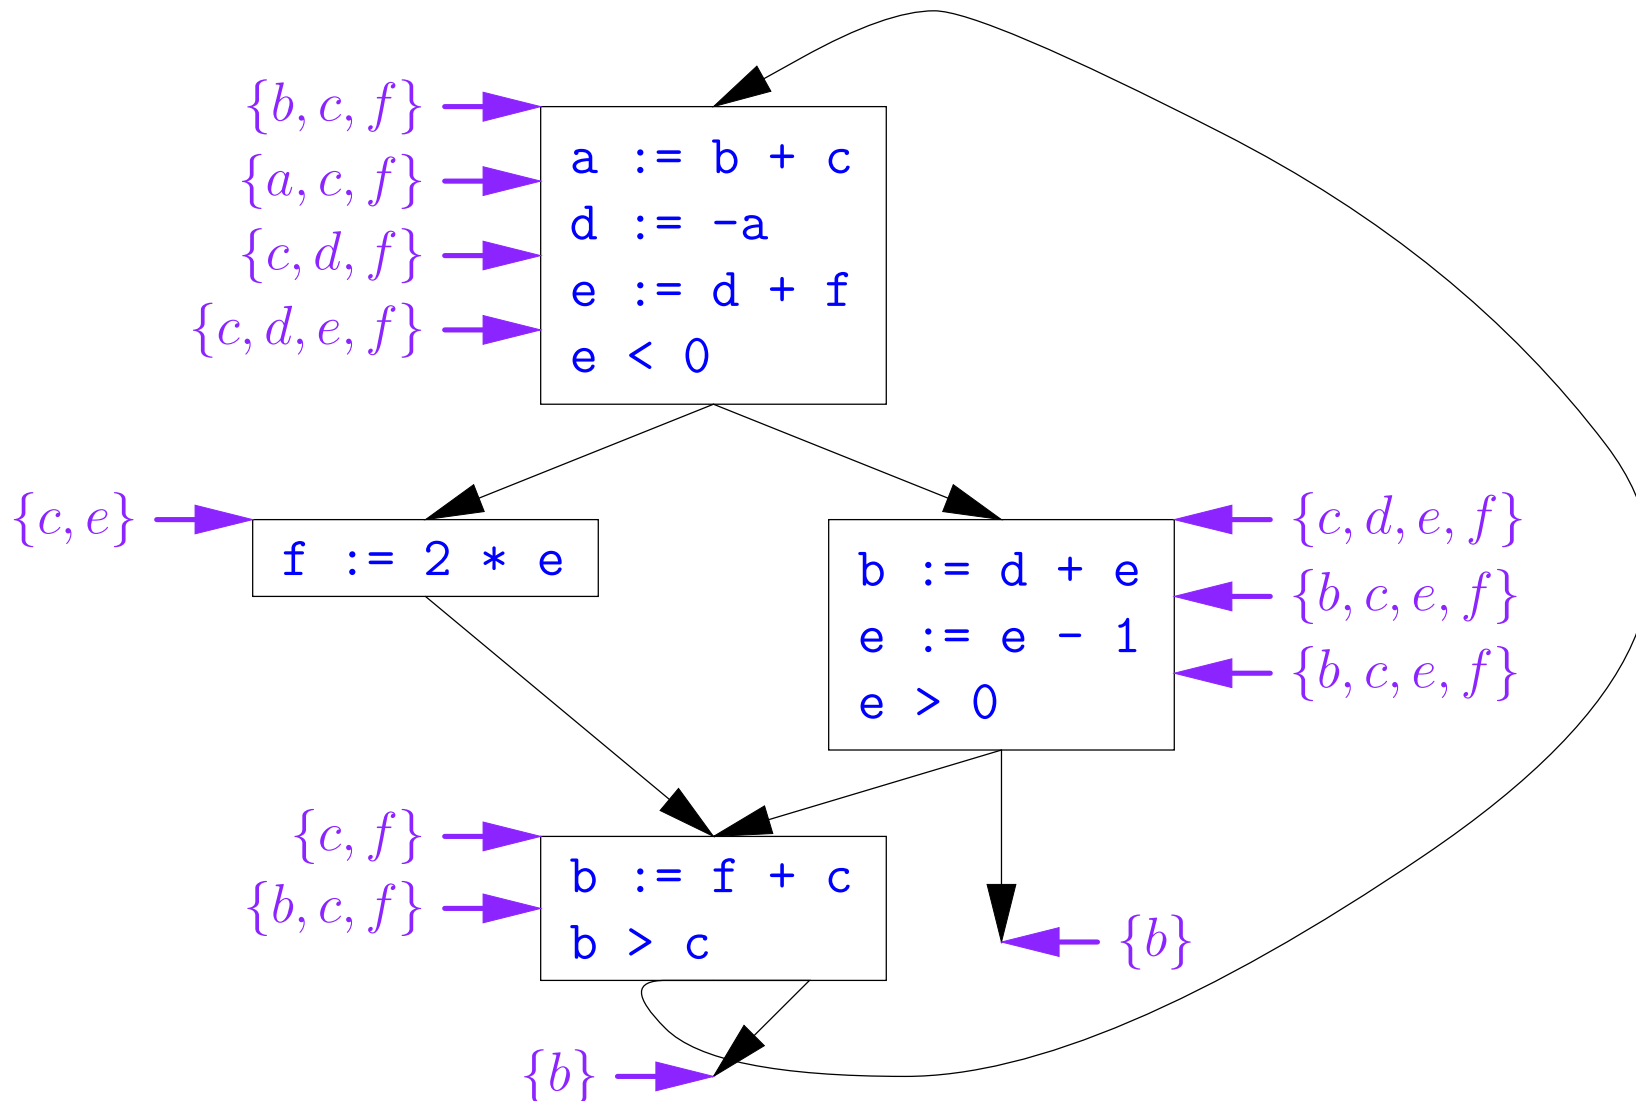 {b, c, f}
a := b + c
{a, c, f}
d := -a
{c, d, f}
e := d + f
{c, d, e, f}
e < 0
{c, e}
f := 2 * e
{c, d, e, f}
b := d + e
{b, c, e, f}
e := e - 1
{b, c, e, f}
e > 0
{c, f}
b := f + c
{b, c, f}
b > c
{b}
{b}